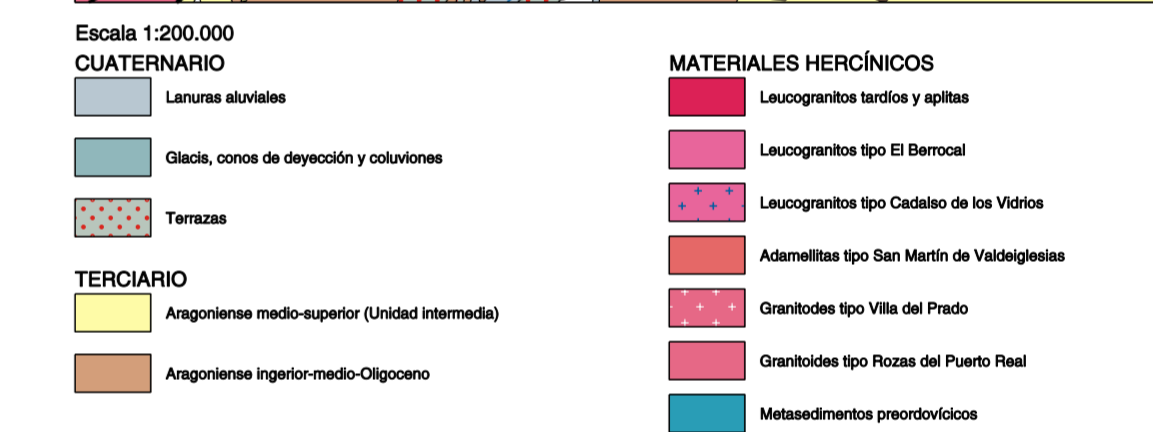 Escala 1:200.000
CUATERNARIO
Lanuras aluviales
Glacis, conos de deyección y coluviones
Terrazas
TERCIARIO
Aragoniense medio-superior (Unidad intermedia)
Aragoniense ingerior-medio-Oligoceno
MATERIALES HERCÍNICOS
Leucogranitos tardíos y aplitas
Leucogranitos tipo El Berrocal
Leucogranitos tipo Cadalso de los Vidrios
Adamellitas tipo San Martín de Valdeiglesias
Granitodes tipo Villa del Prado
Granitoides tipo Rozas del Puerto Real
Metasedimentos preordovícicos